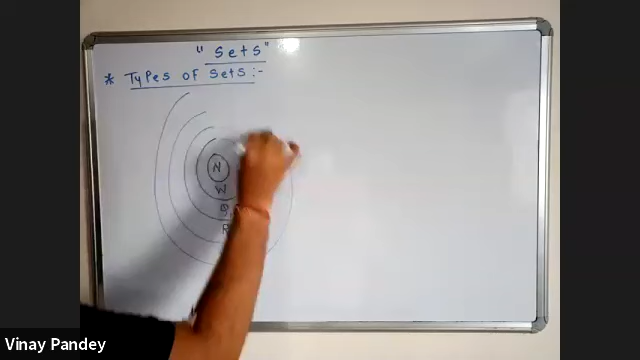 "Sets"
* Types of Sets :-
N
W
R
Vinay Pandey